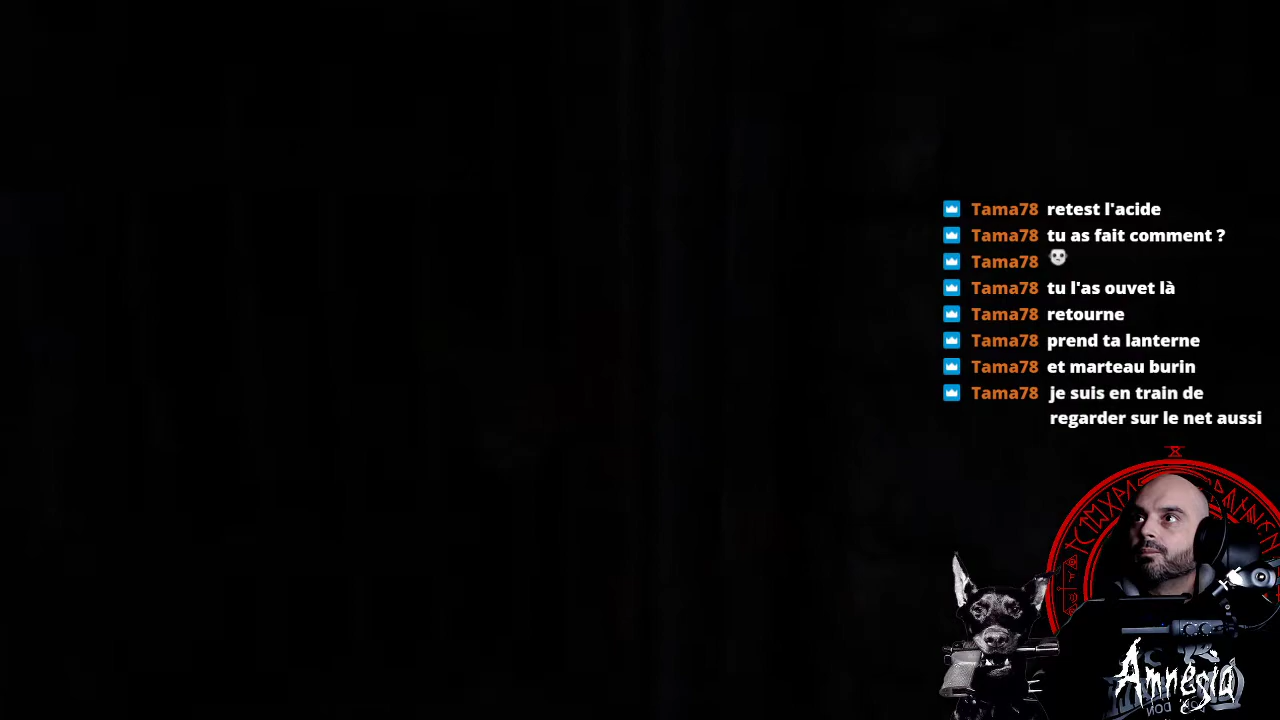 Tama78 retest l'acide
Tama78 tu as fait comment ?
Tama78
Tama78 tu l'as ouvet là
Tama78 retourne
Tama78 prend ta lanterne
Tama78 et marteau burin
Tama78 je suis en train de
regarder sur le net aussi
Amnesia